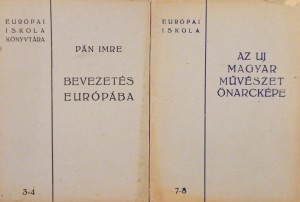 EURÓPAI
ISKOLA
KÖNYVTÁRA
PÁN IMRE
BEVEZETÉS
EURÓPÁBA
3-4
EURÓPAI
ISKOLA
AZ UJ
MAGYAR
MŰVÉSZET
ÖNARCKÉPE
7-8